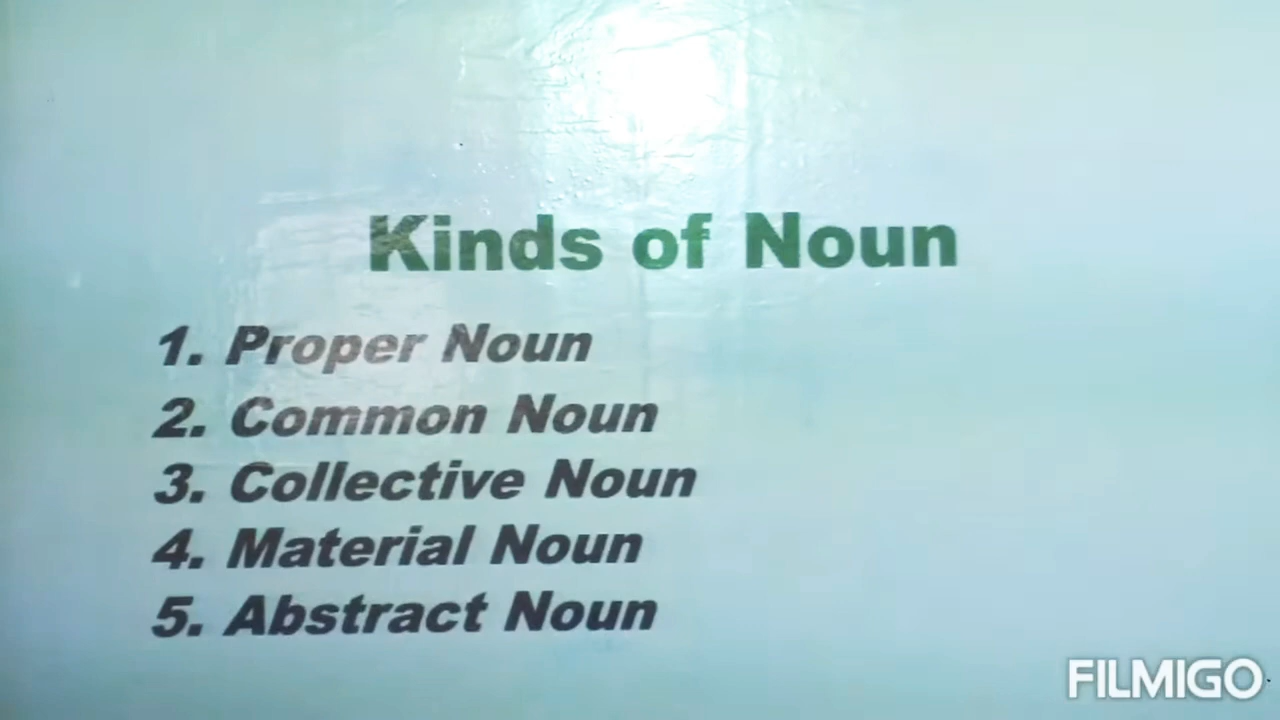 Kinds of Noun
1. Proper Noun
2. Common Noun
3. Collective Noun
4. Material Noun
5. Abstract Noun
FILMIGO